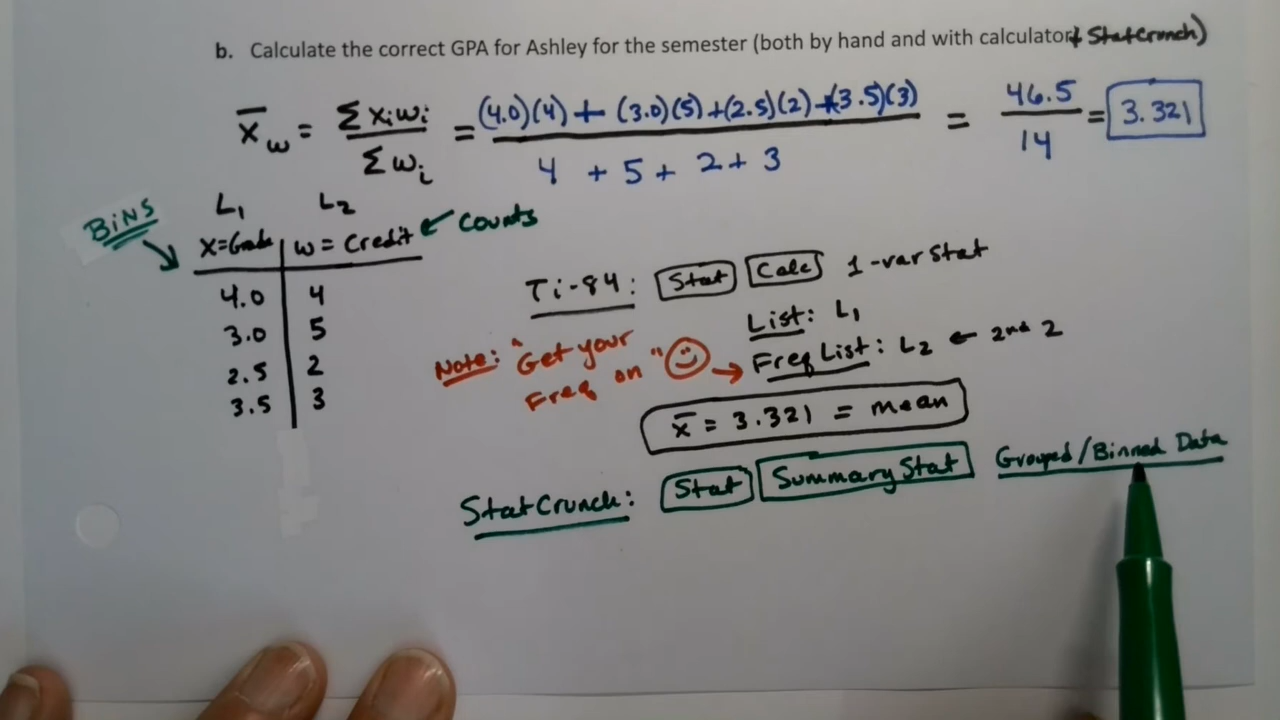 b. Calculate the correct GPA for Ashley for the semester (both by hand and with calculator & StatCrunch)
x̄w = Σ xiwi / Σ wi = (4.0)(4) + (3.0)(5) + (2.5)(2) + (3.5)(3) / 4 + 5 + 2 + 3 = 46.5 / 14 = 3.321
L1 L2
BiNS
x=Grade w = Credit ← Counts
4.0 4
3.0 5
2.5 2
3.5 3
Ti-84: Stat Calc 1-var Stat
List: L1
Note: "Get your Freq on" → Freq List: L2 ← 2nd 2
x̄ = 3.321 = mean
StatCrunch: Stat Summary Stat Grouped / Binned Data